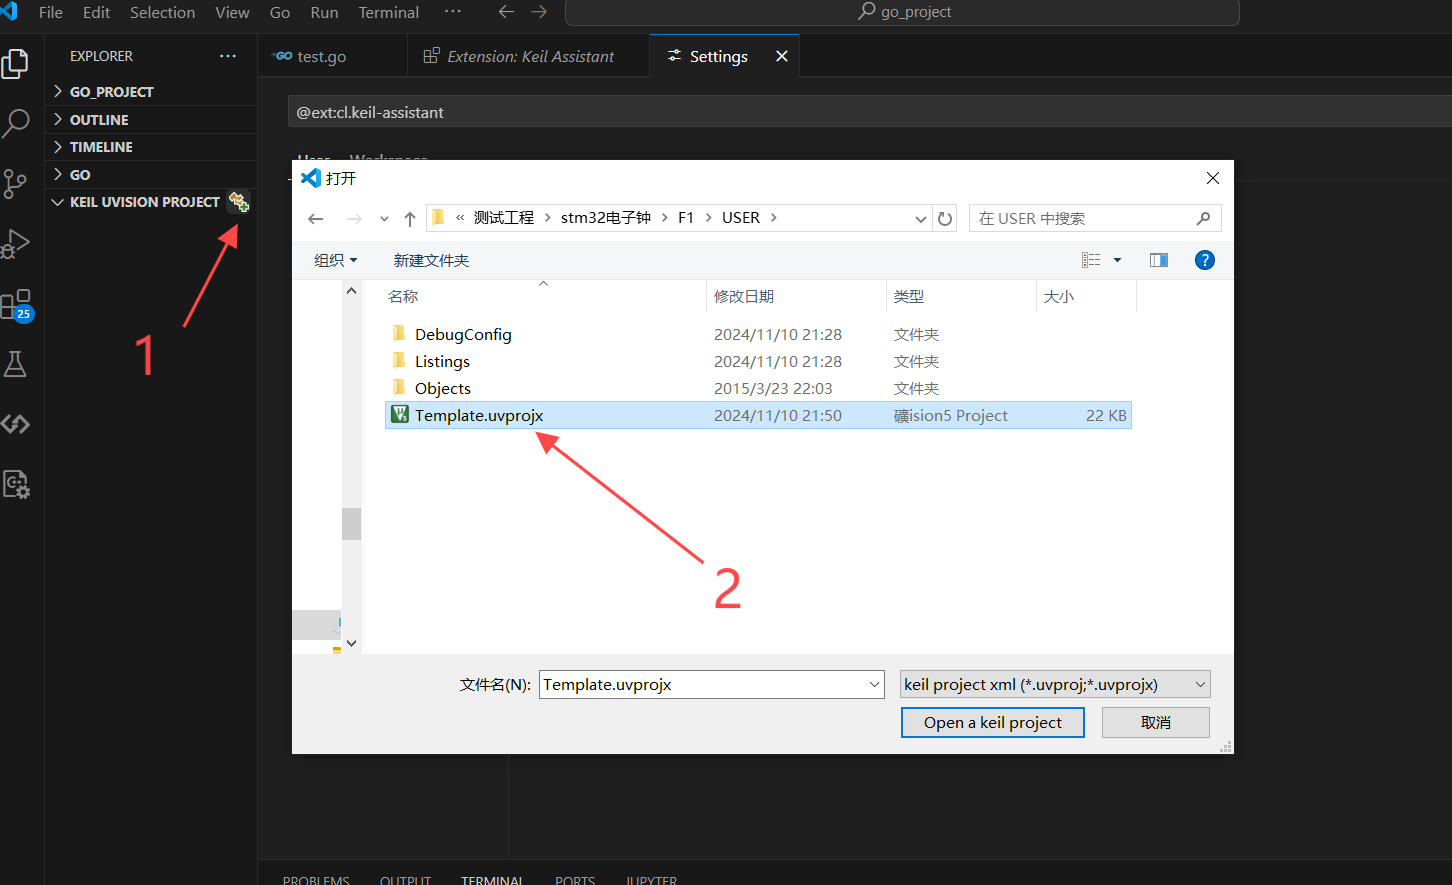 File Edit Selection View Go Run Terminal ··· go_project
EXPLORER ···
test.go Extension: Keil Assistant Settings
GO_PROJECT
OUTLINE
TIMELINE
GO
KEIL UVISION PROJECT
25
@ext:cl.keil-assistant
User Workspace
打开
« 测试工程 › stm32电子钟 › F1 › USER ›
在 USER 中搜索
组织 新建文件夹
名称 修改日期 类型 大小
DebugConfig 2024/11/10 21:28 文件夹
Listings 2024/11/10 21:28 文件夹
Objects 2015/3/23 22:03 文件夹
Template.uvprojx 2024/11/10 21:50 礦ision5 Project 22 KB
1
2
文件名(N): Template.uvprojx keil project xml (*.uvproj;*.uvprojx)
Open a keil project 取消
PROBLEMS OUTPUT TERMINAL PORTS JUPYTER